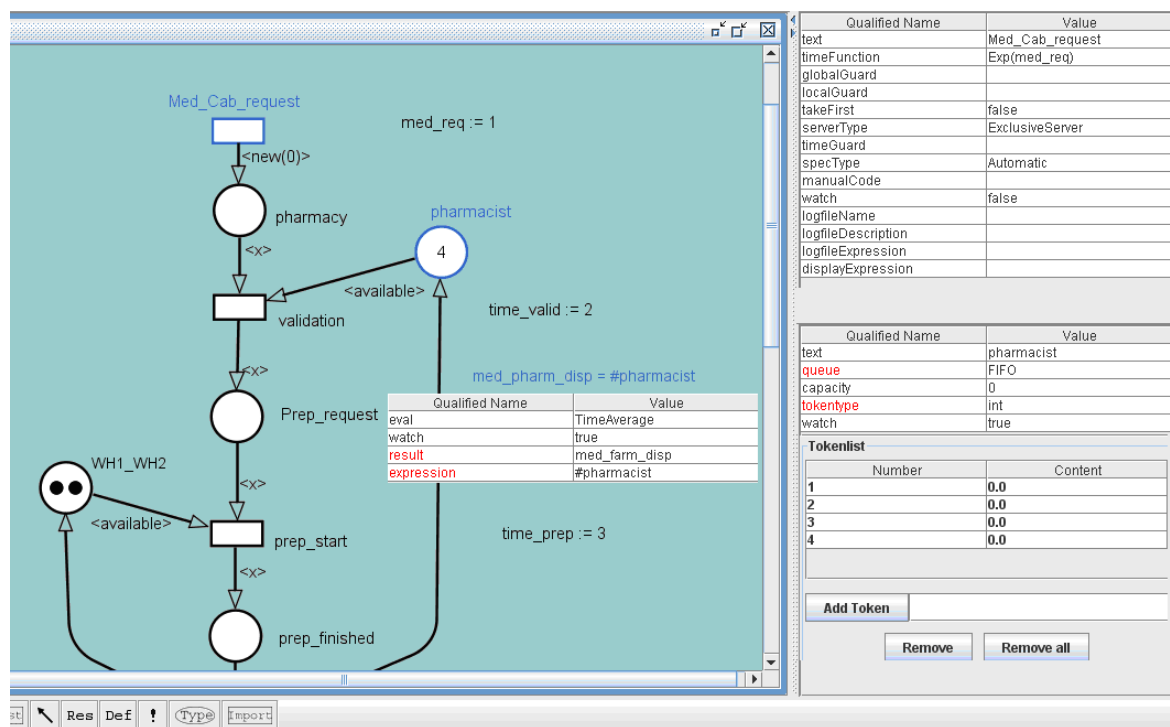 Med_Cab_request
med_req := 1
<new(0)>
pharmacy
pharmacist
<x>
4
<available>
validation
time_valid := 2
<x>
med_pharm_disp = #pharmacist
Prep_request
Qualified Name Value
eval TimeAverage
watch true
result med_farm_disp
expression #pharmacist
WH1_WH2
<x>
<available>
prep_start
time_prep := 3
<x>
prep_finished
Qualified Name Value
text Med_Cab_request
timeFunction Exp(med_req)
globalGuard
localGuard
takeFirst false
serverType ExclusiveServer
timeGuard
specType Automatic
manualCode
watch false
logfileName
logfileDescription
logfileExpression
displayExpression
Qualified Name Value
text pharmacist
queue FIFO
capacity 0
tokentype int
watch true
Tokenlist
Number Content
1 0.0
2 0.0
3 0.0
4 0.0
Add Token
Remove Remove all
st Res Def ! Type Import